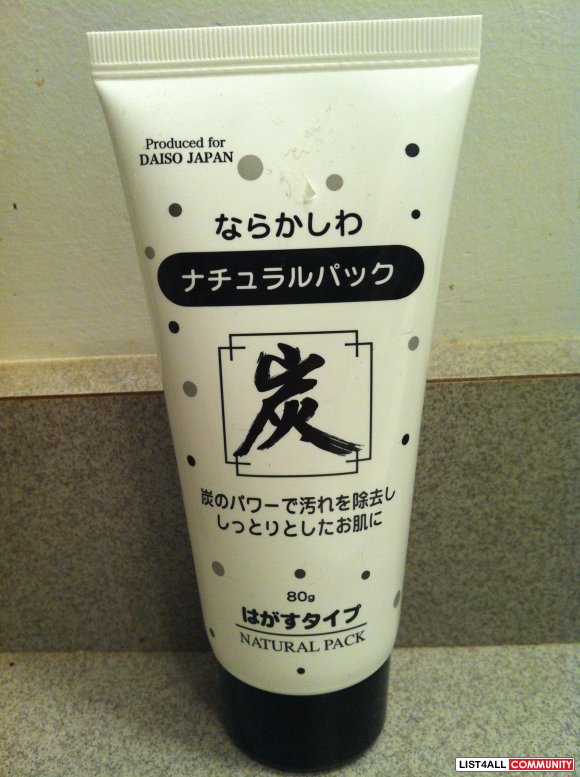 Produced for
DAISO JAPAN
ならかしわ
ナチュラルパック
炭
炭のパワーで汚れを除去し
しっとりとしたお肌に
80g
はがすタイプ
NATURAL PACK
LIST4ALL COMMUNITY